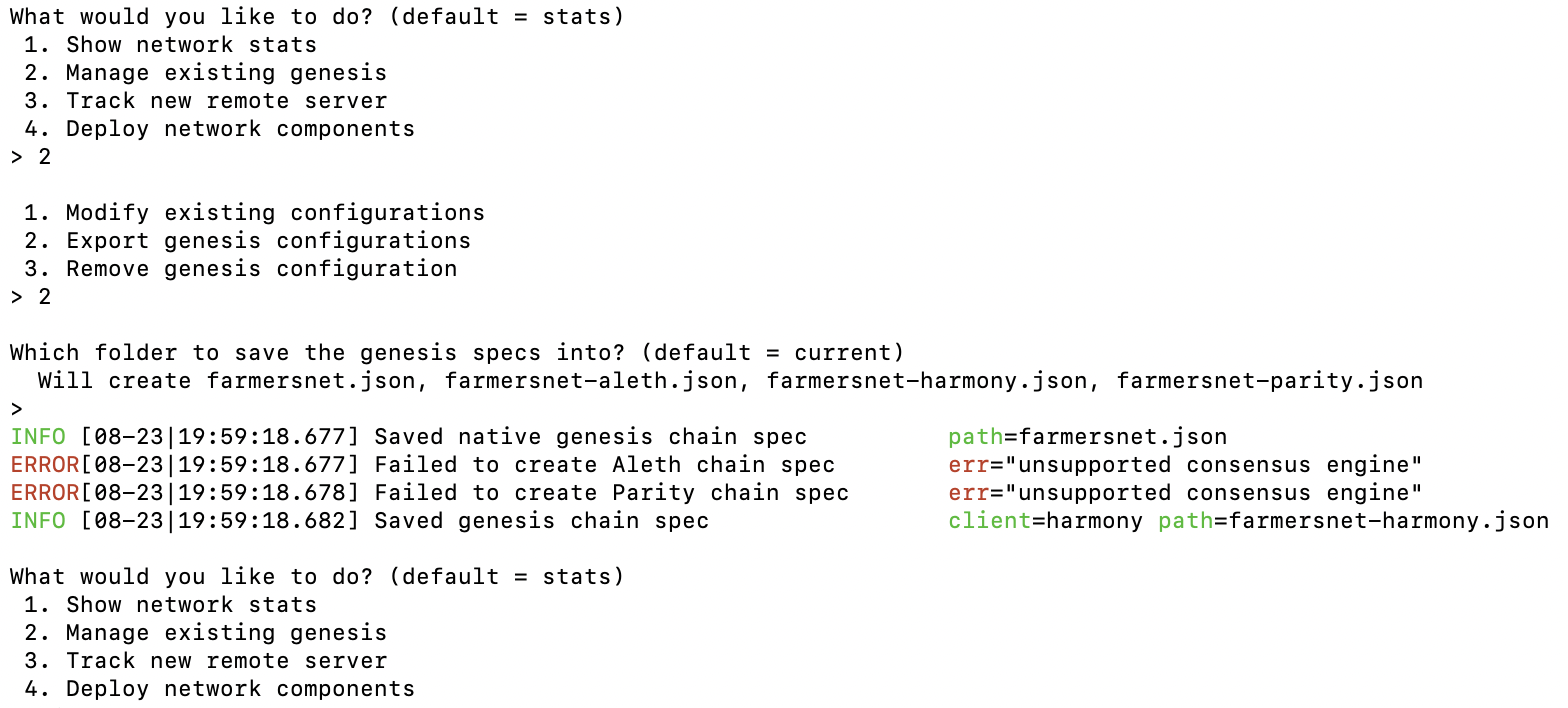 What would you like to do? (default = stats)
 1. Show network stats
 2. Manage existing genesis
 3. Track new remote server
 4. Deploy network components
> 2
 1. Modify existing configurations
 2. Export genesis configurations
 3. Remove genesis configuration
> 2
Which folder to save the genesis specs into? (default = current)
  Will create farmersnet.json, farmersnet-aleth.json, farmersnet-harmony.json, farmersnet-parity.json
>
INFO [08-23|19:59:18.677] Saved native genesis chain spec          path=farmersnet.json
ERROR[08-23|19:59:18.677] Failed to create Aleth chain spec        err="unsupported consensus engine"
ERROR[08-23|19:59:18.678] Failed to create Parity chain spec       err="unsupported consensus engine"
INFO [08-23|19:59:18.682] Saved genesis chain spec                 client=harmony path=farmersnet-harmony.json
What would you like to do? (default = stats)
 1. Show network stats
 2. Manage existing genesis
 3. Track new remote server
 4. Deploy network components